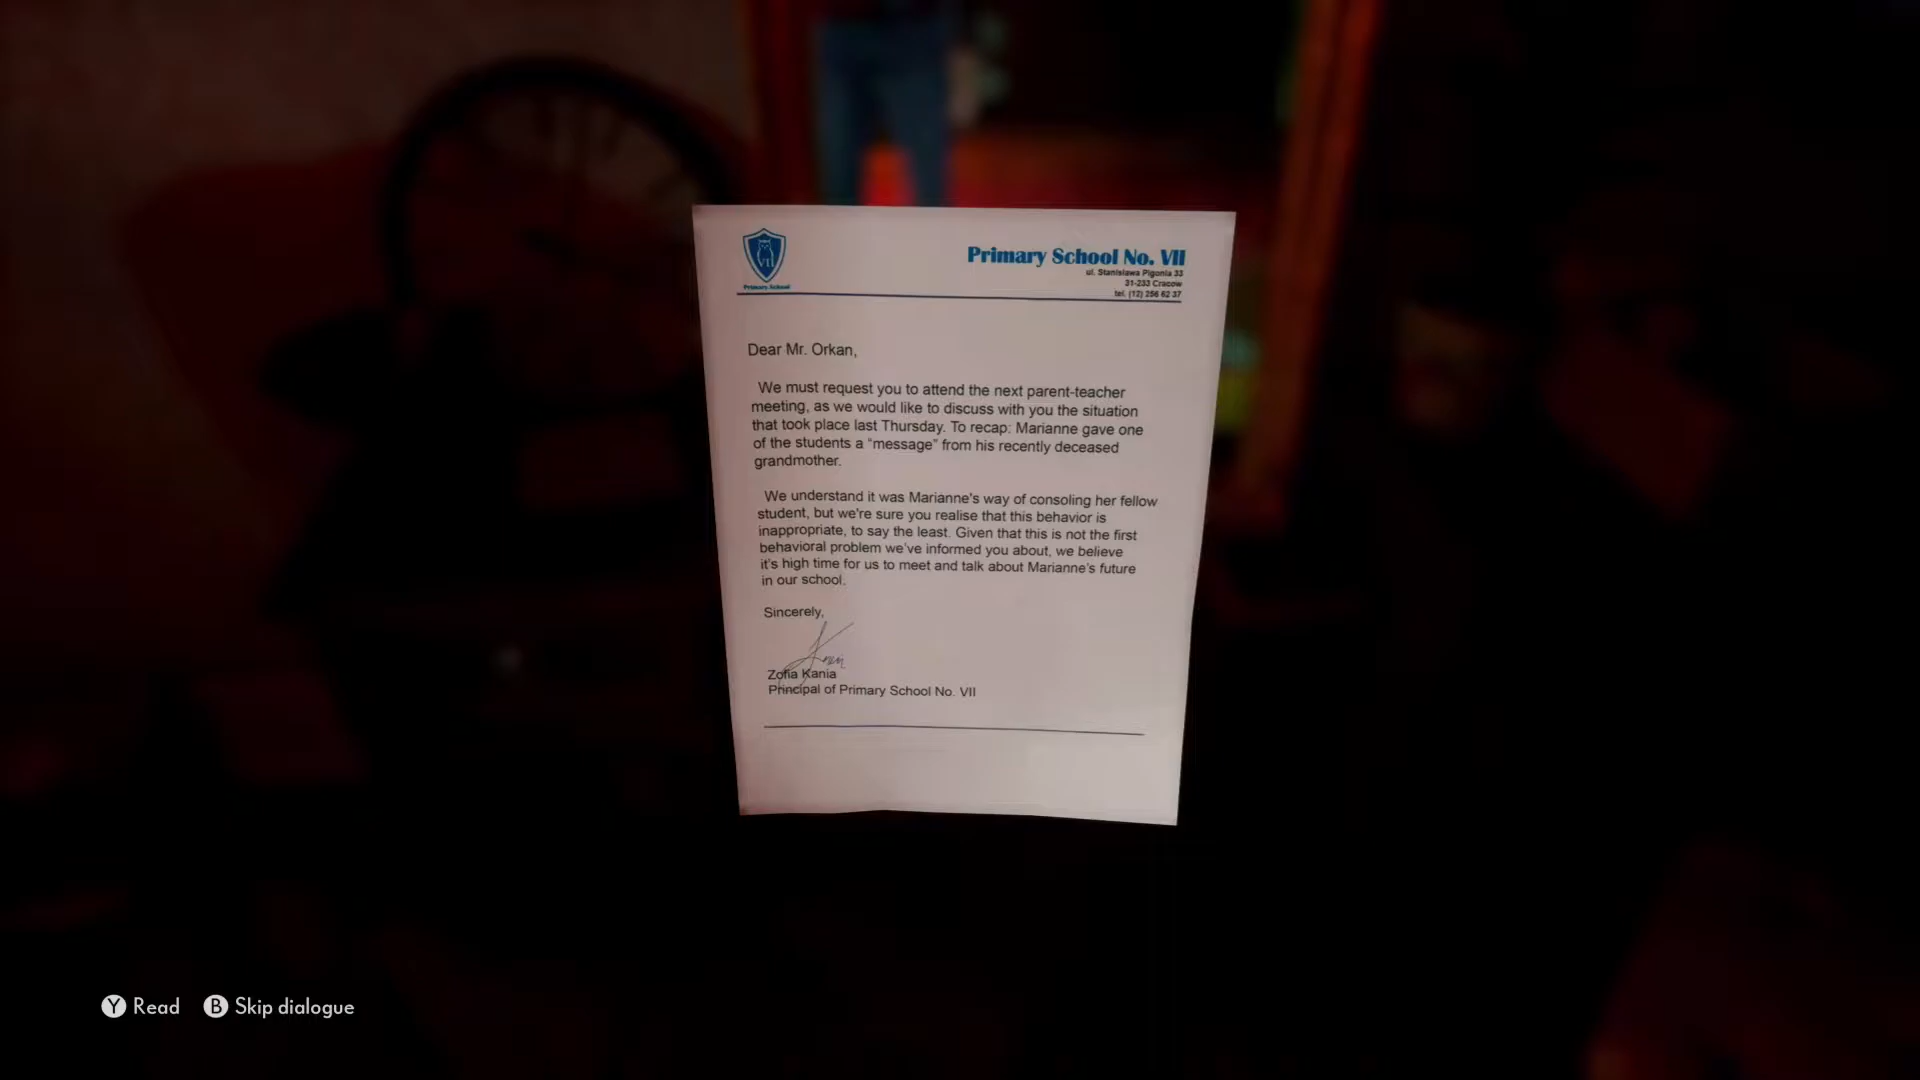 VII
Primary School
Primary School No. VII
ul. Stanislawa Pigonia 33
31-233 Cracow
tel. (12) 256 62 37
Dear Mr. Orkan,
We must request you to attend the next parent-teacher
meeting, as we would like to discuss with you the situation
that took place last Thursday. To recap: Marianne gave one
of the students a “message” from his recently deceased
grandmother.
We understand it was Marianne's way of consoling her fellow
student, but we're sure you realise that this behavior is
inappropriate, to say the least. Given that this is not the first
behavioral problem we've informed you about, we believe
it's high time for us to meet and talk about Marianne's future
in our school.
Sincerely,
Zofia Kania
Principal of Primary School No. VII
Y Read B Skip dialogue